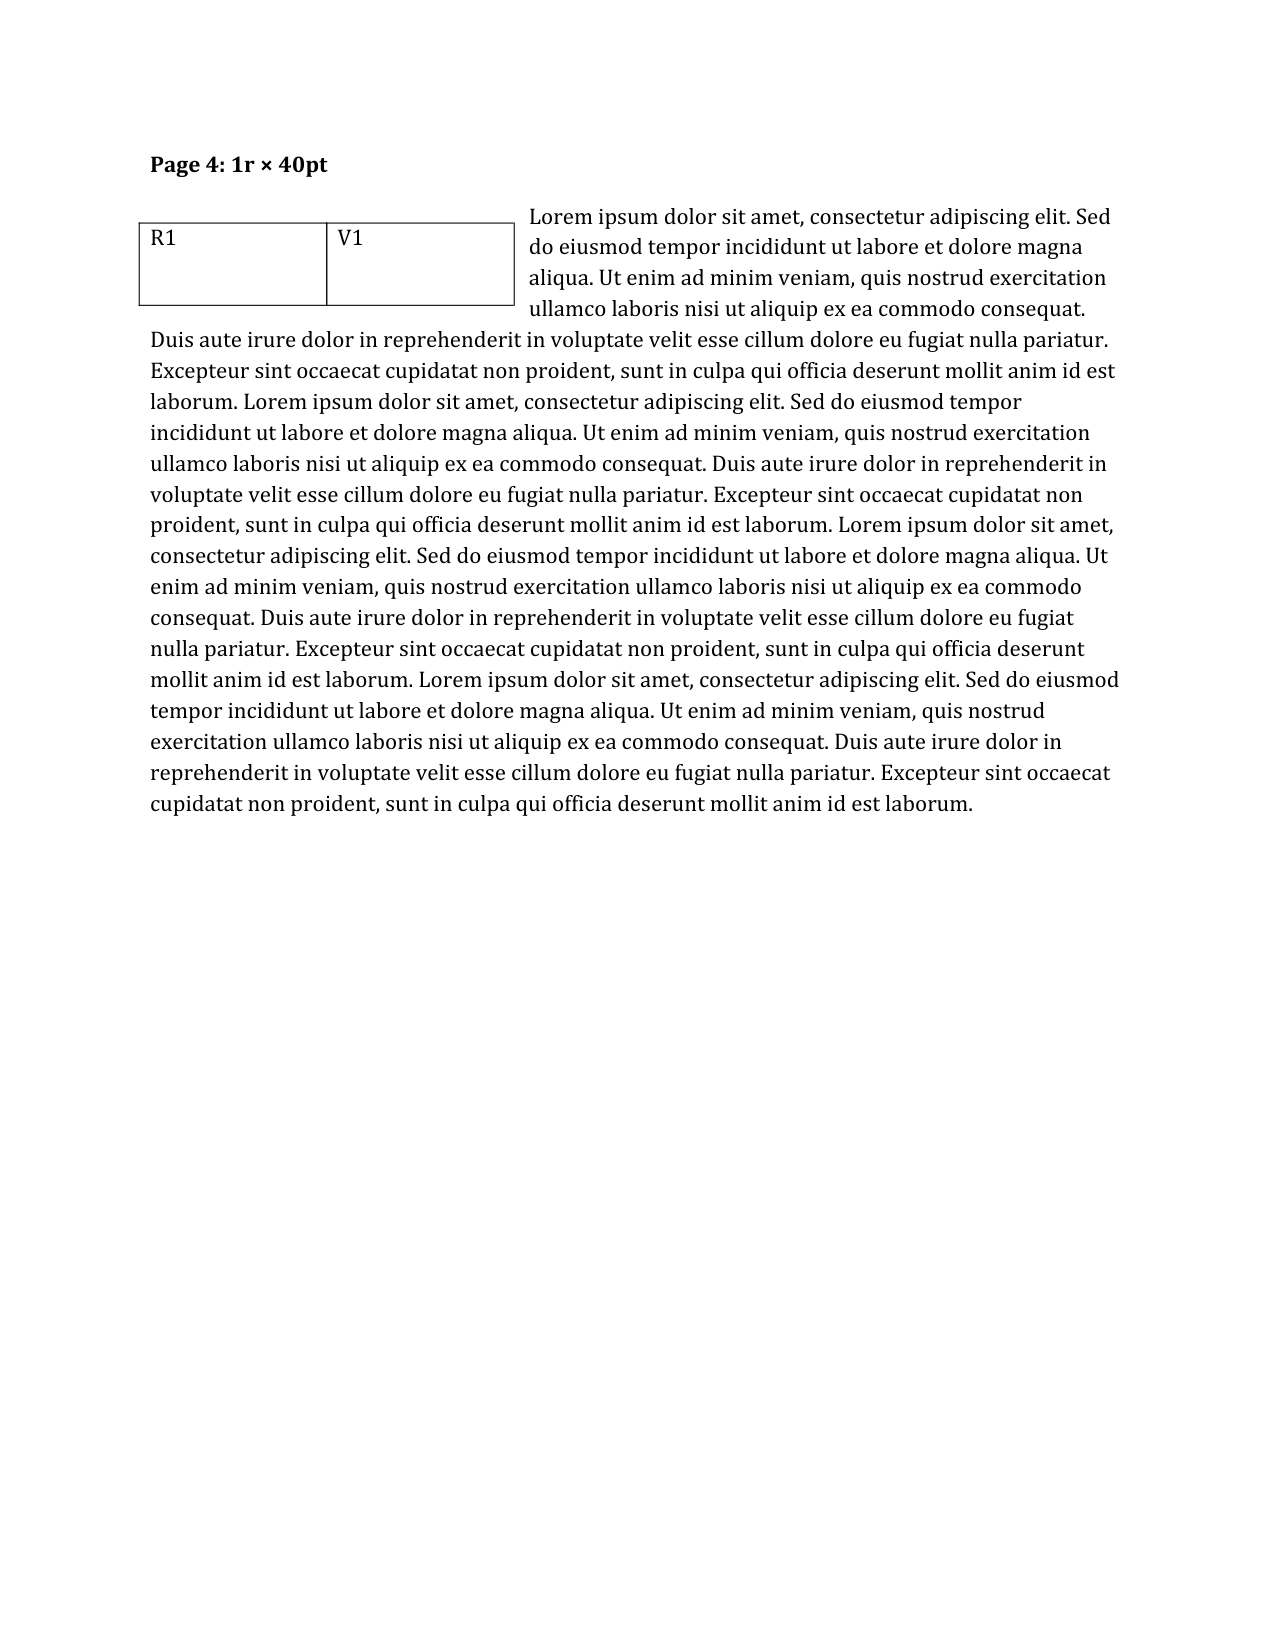 Page 4: 1r × 40pt
R1 V1
Lorem ipsum dolor sit amet, consectetur adipiscing elit. Sed
do eiusmod tempor incididunt ut labore et dolore magna
aliqua. Ut enim ad minim veniam, quis nostrud exercitation
ullamco laboris nisi ut aliquip ex ea commodo consequat.
Duis aute irure dolor in reprehenderit in voluptate velit esse cillum dolore eu fugiat nulla pariatur.
Excepteur sint occaecat cupidatat non proident, sunt in culpa qui officia deserunt mollit anim id est
laborum. Lorem ipsum dolor sit amet, consectetur adipiscing elit. Sed do eiusmod tempor
incididunt ut labore et dolore magna aliqua. Ut enim ad minim veniam, quis nostrud exercitation
ullamco laboris nisi ut aliquip ex ea commodo consequat. Duis aute irure dolor in reprehenderit in
voluptate velit esse cillum dolore eu fugiat nulla pariatur. Excepteur sint occaecat cupidatat non
proident, sunt in culpa qui officia deserunt mollit anim id est laborum. Lorem ipsum dolor sit amet,
consectetur adipiscing elit. Sed do eiusmod tempor incididunt ut labore et dolore magna aliqua. Ut
enim ad minim veniam, quis nostrud exercitation ullamco laboris nisi ut aliquip ex ea commodo
consequat. Duis aute irure dolor in reprehenderit in voluptate velit esse cillum dolore eu fugiat
nulla pariatur. Excepteur sint occaecat cupidatat non proident, sunt in culpa qui officia deserunt
mollit anim id est laborum. Lorem ipsum dolor sit amet, consectetur adipiscing elit. Sed do eiusmod
tempor incididunt ut labore et dolore magna aliqua. Ut enim ad minim veniam, quis nostrud
exercitation ullamco laboris nisi ut aliquip ex ea commodo consequat. Duis aute irure dolor in
reprehenderit in voluptate velit esse cillum dolore eu fugiat nulla pariatur. Excepteur sint occaecat
cupidatat non proident, sunt in culpa qui officia deserunt mollit anim id est laborum.